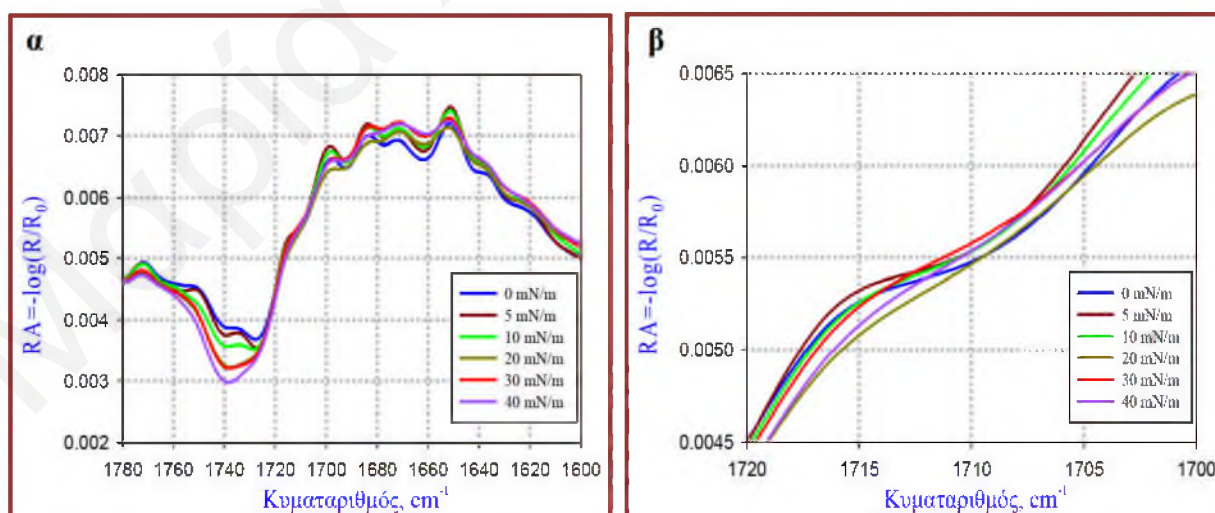 Μαρία
α
0.008
0.007
0.006
0.005
0.004
0.003
0.002
RA=-log(R/R0)
0 mN/m
5 mN/m
10 mN/m
20 mN/m
30 mN/m
40 mN/m
1780 1760 1740 1720 1700 1680 1660 1640 1620 1600
Κυματαριθμός, cm-1
β
0.0065
0.0060
0.0055
0.0050
0.0045
RA=-log(R/R0)
0 mN/m
5 mN/m
10 mN/m
20 mN/m
30 mN/m
40 mN/m
1720 1715 1710 1705 1700
Κυματαριθμός, cm-1